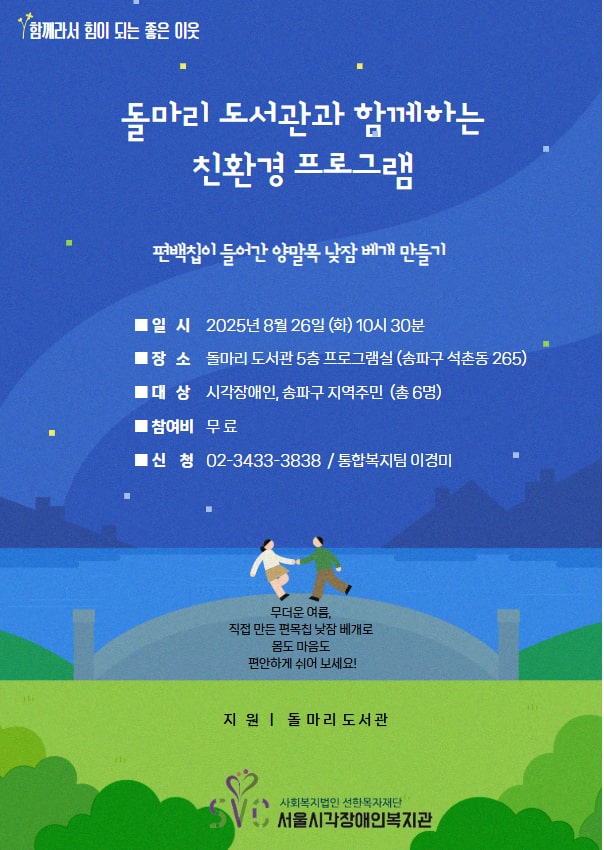 함께라서 힘이 되는 좋은 이웃
돌마리 도서관과 함께하는
친환경 프로그램
편백칩이 들어간 양말목 낮잠 베개 만들기
■ 일 시 2025년 8월 26일 (화) 10시 30분
■ 장 소 돌마리 도서관 5층 프로그램실 (송파구 석촌동 265)
■ 대 상 시각장애인, 송파구 지역주민 (총 6명)
■ 참여비 무 료
■ 신 청 02-3433-3838 / 통합복지팀 이경미
무더운 여름,
직접 만든 편목칩 낮잠 베개로
몸도 마음도
편안하게 쉬어 보세요!
지 원 ㅣ 돌 마 리 도 서 관
SVC
사회복지법인 선한목자재단
서울시각장애인복지관